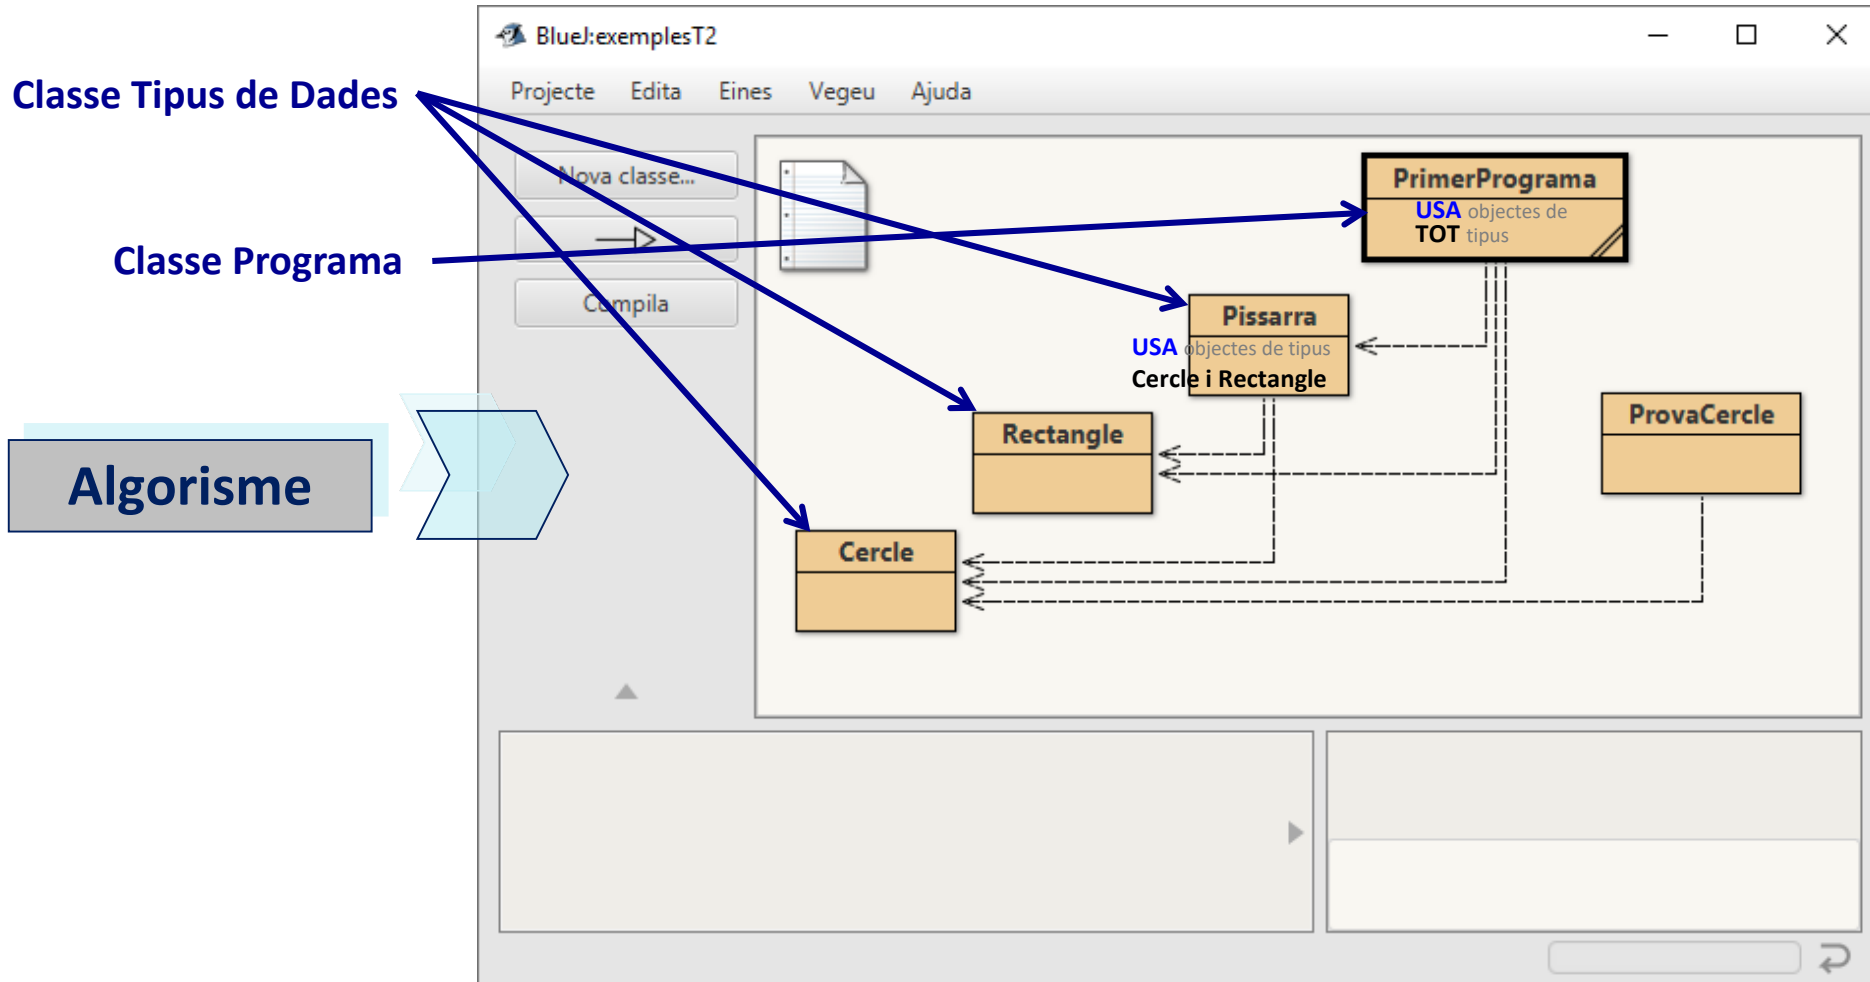 BlueJ:exemplesT2
Projecte Edita Eines Vegeu Ajuda
Classe Tipus de Dades
Nova classe...
PrimerPrograma
USA objectes de
TOT tipus
Classe Programa
Compila
Pissarra
USA objectes de tipus
Cercle i Rectangle
Rectangle
ProvaCercle
Algorisme
Cercle